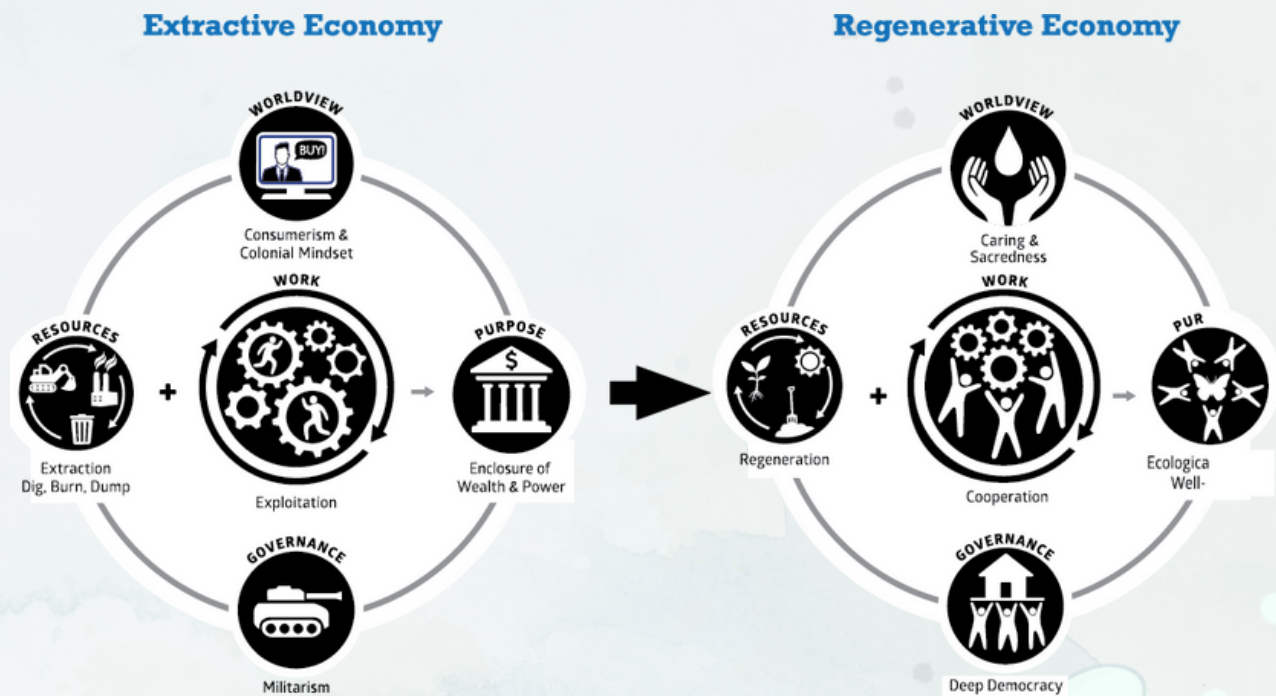 Extractive Economy
Regenerative Economy
WORLDVIEW
BUY!
Consumerism &
Colonial Mindset
RESOURCES
Extraction
Dig, Burn, Dump
+
WORK
Exploitation
PURPOSE
$
Enclosure of
Wealth & Power
GOVERNANCE
Militarism
WORLDVIEW
Caring &
Sacredness
RESOURCES
Regeneration
+
WORK
Cooperation
PUR
Ecologica
Well-
GOVERNANCE
Deep Democracy